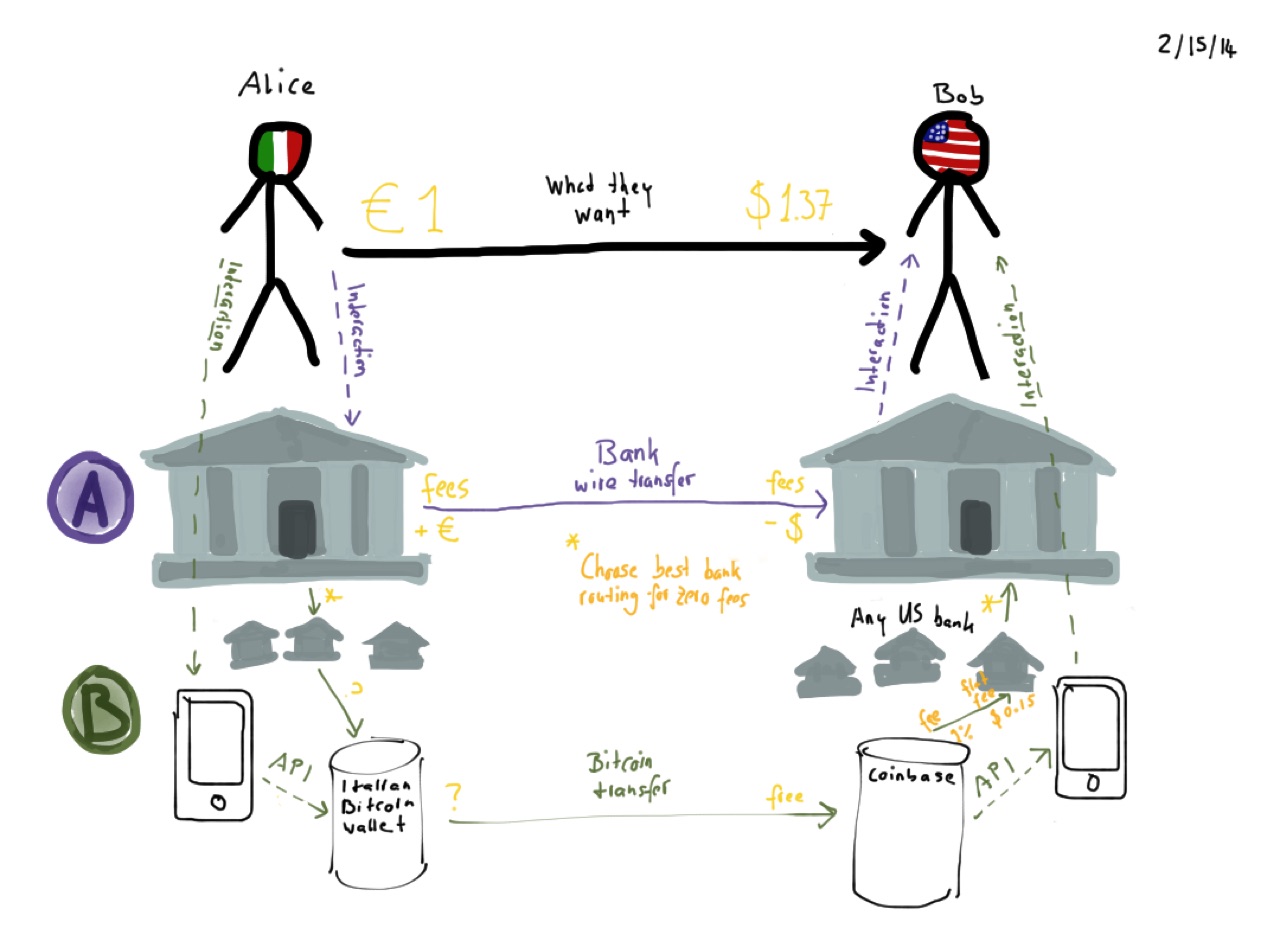 2/15/14
Alice
Bob
€ 1
What they
want
$ 1.37
Interaction
Interaction
Interaction
Interaction
A
Bank
wire transfer
fees
+ €
fees
- $
*
Choose best bank
routing for zero fees
*
Any US bank
*
B
?
flat
fee
$ 0.15
fee
1%
API
Italian
Bitcoin
wallet
?
Bitcoin
transfer
free
Coinbase
API